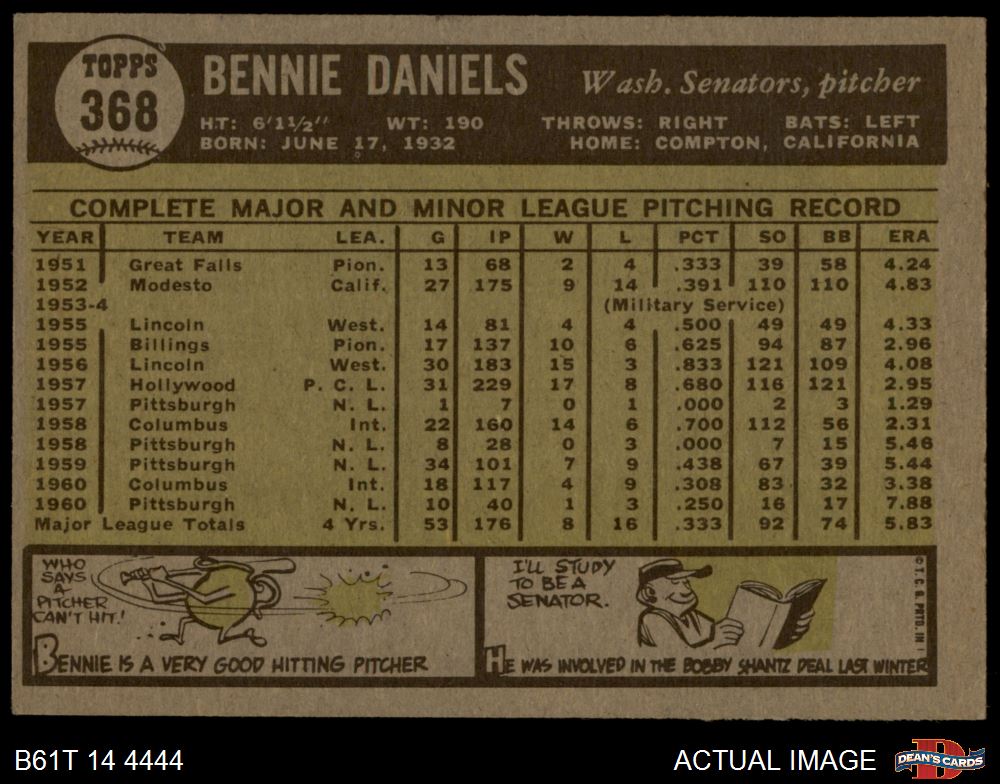 TOPPS
368
BENNIE DANIELS
Wash. Senators, pitcher
HT: 6'1½" WT: 190 THROWS: RIGHT BATS: LEFT
BORN: JUNE 17, 1932 HOME: COMPTON, CALIFORNIA
COMPLETE MAJOR AND MINOR LEAGUE PITCHING RECORD
YEAR TEAM LEA. G IP W L PCT SO BB ERA
1951 Great Falls Pion. 13 68 2 4 .333 39 58 4.24
1952 Modesto Calif. 27 175 9 14 .391 110 110 4.83
1953-4 (Military Service)
1955 Lincoln West. 14 81 4 4 .500 49 49 4.33
1955 Billings Pion. 17 137 10 6 .625 94 87 2.96
1956 Lincoln West. 30 183 15 3 .833 121 109 4.08
1957 Hollywood P. C. L. 31 229 17 8 .680 116 121 2.95
1957 Pittsburgh N. L. 1 7 0 1 .000 2 3 1.29
1958 Columbus Int. 22 160 14 6 .700 112 56 2.31
1958 Pittsburgh N. L. 8 28 0 3 .000 7 15 5.46
1959 Pittsburgh N. L. 34 101 7 9 .438 67 39 5.44
1960 Columbus Int. 18 117 4 9 .308 83 32 3.38
1960 Pittsburgh N. L. 10 40 1 3 .250 16 17 7.88
Major League Totals 4 Yrs. 53 176 8 16 .333 92 74 5.83
WHO
SAYS
A
PITCHER
CAN'T HIT!
BENNIE IS A VERY GOOD HITTING PITCHER
I'LL STUDY
TO BE A
SENATOR.
HE WAS INVOLVED IN THE BOBBY SHANTZ DEAL LAST WINTER
© T. C. G. PRTD. IN
B61T 14 4444
ACTUAL IMAGE
DEAN'S CARDS